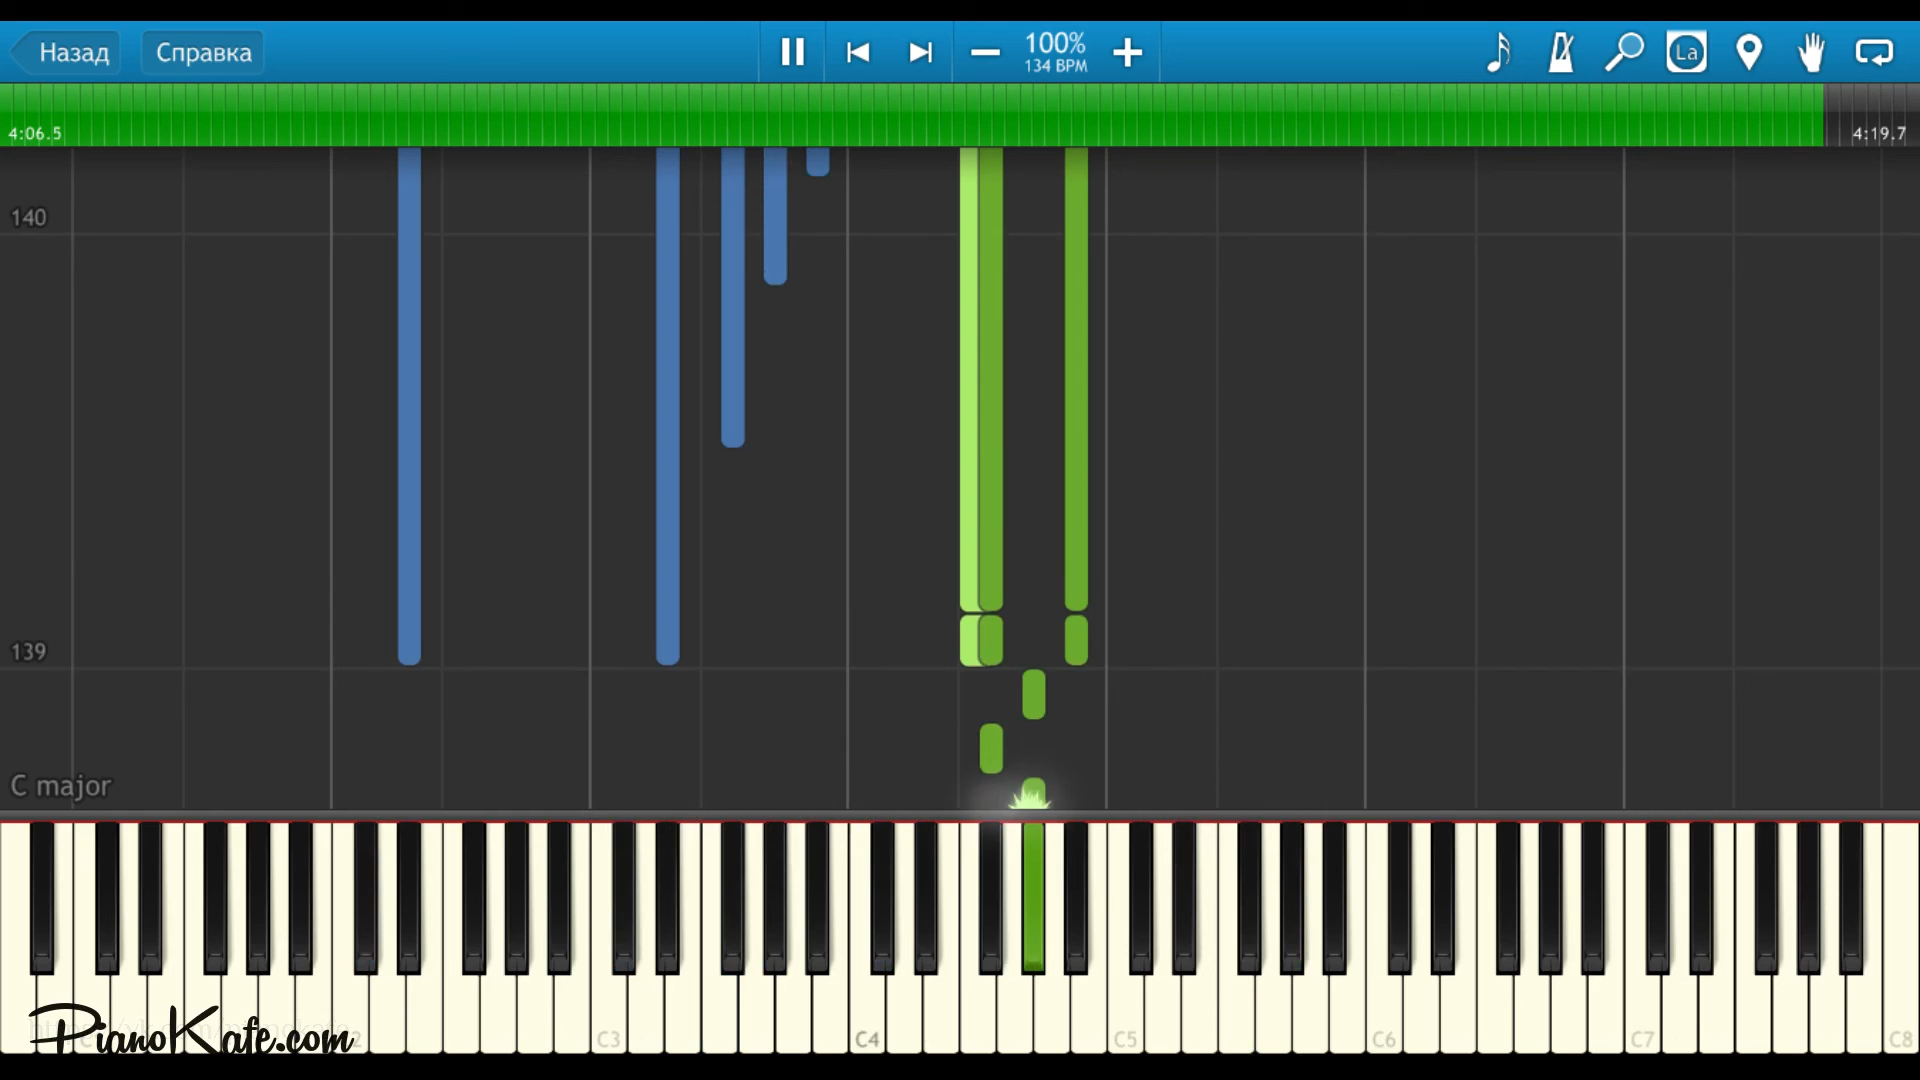 Назад
Справка
100%
134 BPM
La
4:06.5
4:19.7
140
139
C major
C3
C4
C5
C6
C7
C8
PianoKafe.com